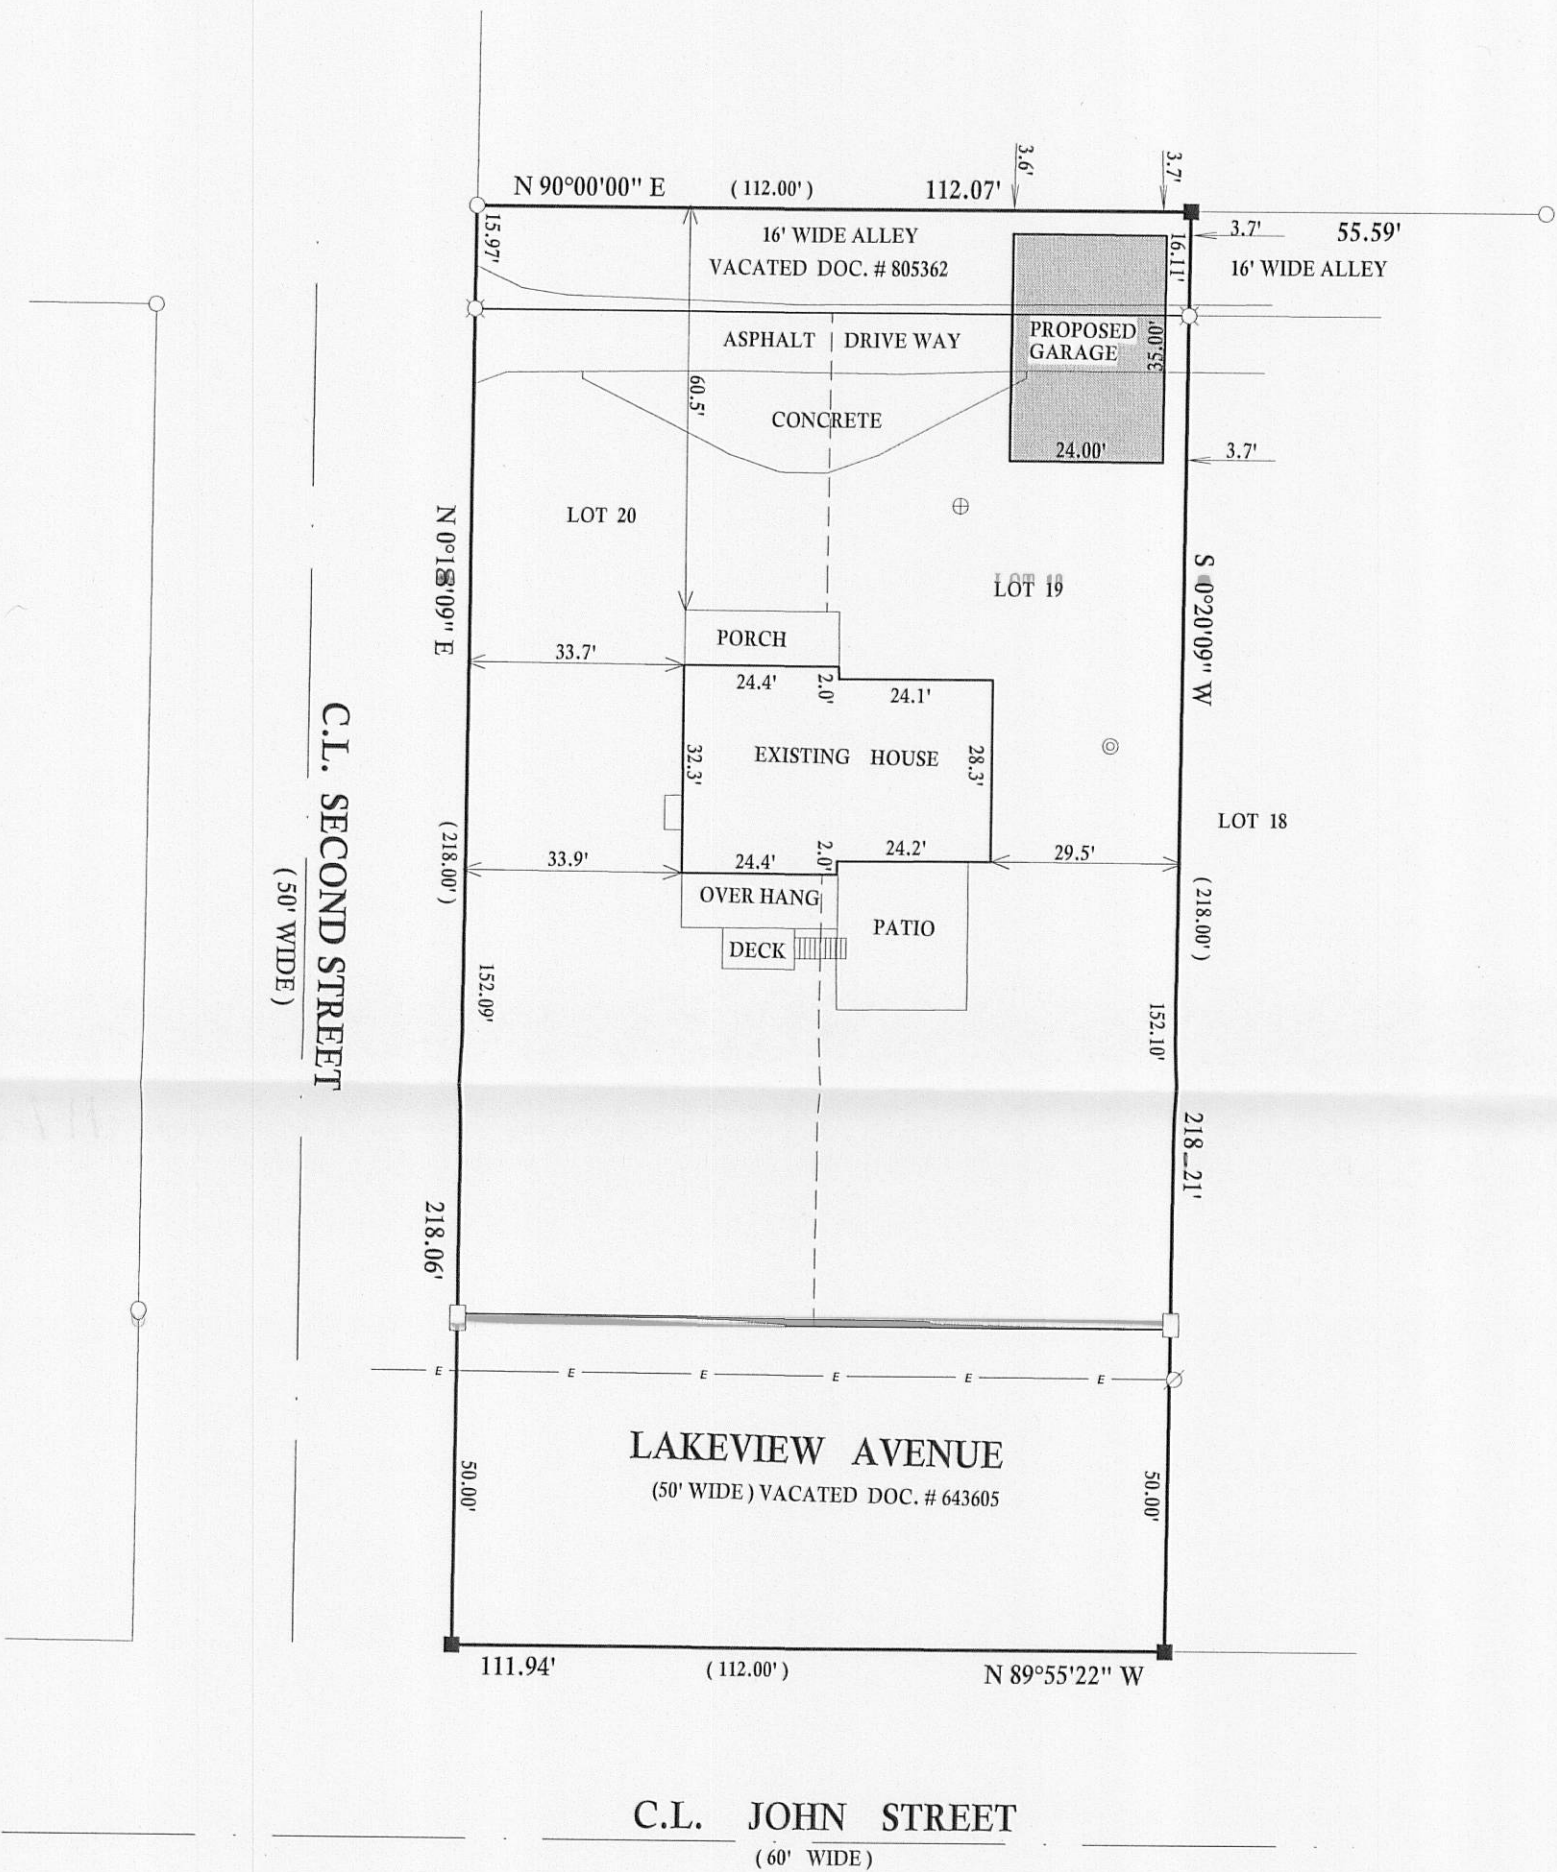 3.6'
3.7'
N 90°00'00" E ( 112.00' ) 112.07'
15.97'
16' WIDE ALLEY
VACATED DOC. # 805362
16.11'
3.7' 55.59'
16' WIDE ALLEY
ASPHALT DRIVE WAY
PROPOSED
GARAGE
35.00'
60.5'
CONCRETE
24.00'
3.7'
LOT 20
LOT 19
N 0°18'09" E
S 0°20'09" W
PORCH
33.7'
24.4'
2.0'
24.1'
EXISTING HOUSE
32.3'
28.3'
LOT 18
33.9'
24.4'
2.0'
24.2'
29.5'
( 218.00' )
( 218.00' )
OVER HANG
PATIO
DECK
C.L. SECOND STREET
( 50' WIDE )
152.09'
152.10'
218.21'
218.06'
E E E E E E
LAKEVIEW AVENUE
(50' WIDE ) VACATED DOC. # 643605
50.00'
50.00'
111.94' ( 112.00' ) N 89°55'22" W
C.L. JOHN STREET
( 60' WIDE )